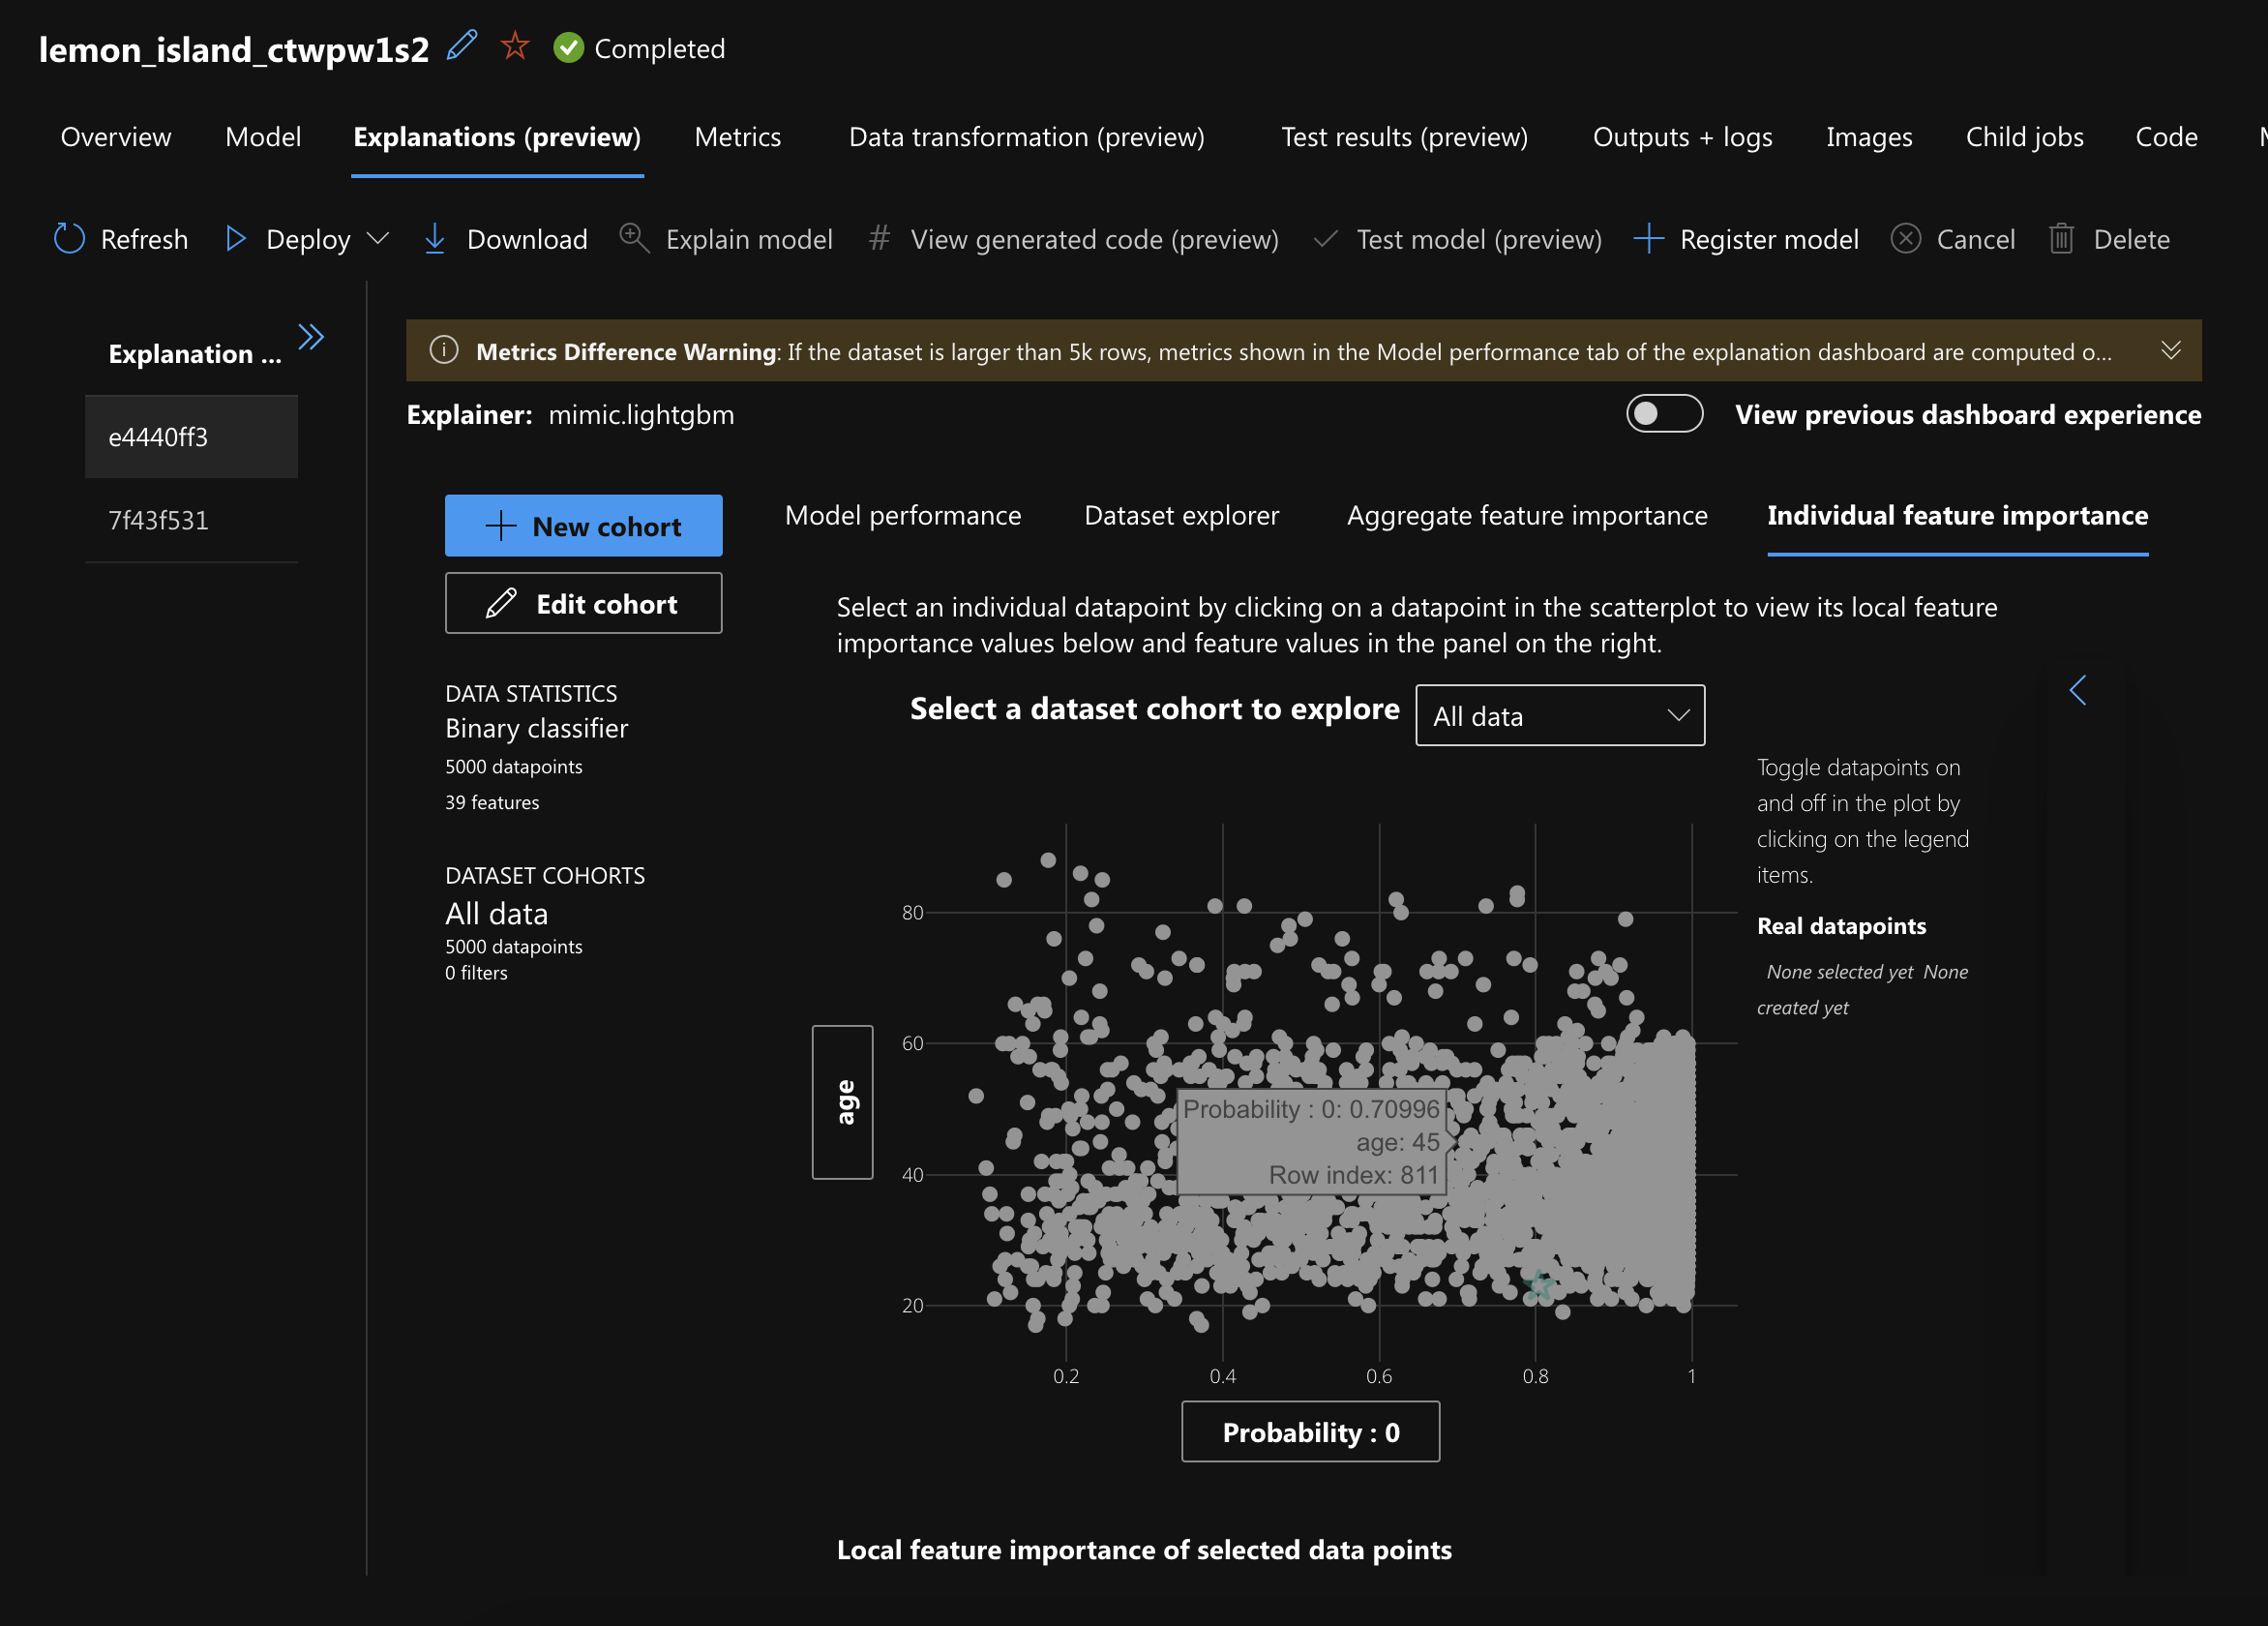 lemon_island_ctwpw1s2 Completed
Overview Model Explanations (preview) Metrics Data transformation (preview) Test results (preview) Outputs + logs Images Child jobs Code
Refresh Deploy Download Explain model # View generated code (preview) Test model (preview) Register model Cancel Delete
Explanation ...
e4440ff3
7f43f531
Metrics Difference Warning: If the dataset is larger than 5k rows, metrics shown in the Model performance tab of the explanation dashboard are computed o...
Explainer: mimic.lightgbm
View previous dashboard experience
New cohort
Edit cohort
DATA STATISTICS
Binary classifier
5000 datapoints
39 features
DATASET COHORTS
All data
5000 datapoints
0 filters
Model performance Dataset explorer Aggregate feature importance Individual feature importance
Select an individual datapoint by clicking on a datapoint in the scatterplot to view its local feature
importance values below and feature values in the panel on the right.
Select a dataset cohort to explore All data
age
80
60
40
20
Probability : 0: 0.70996
age: 45
Row index: 811
0.2 0.4 0.6 0.8 1
Probability : 0
Toggle datapoints on
and off in the plot by
clicking on the legend
items.
Real datapoints
None selected yet None
created yet
Local feature importance of selected data points